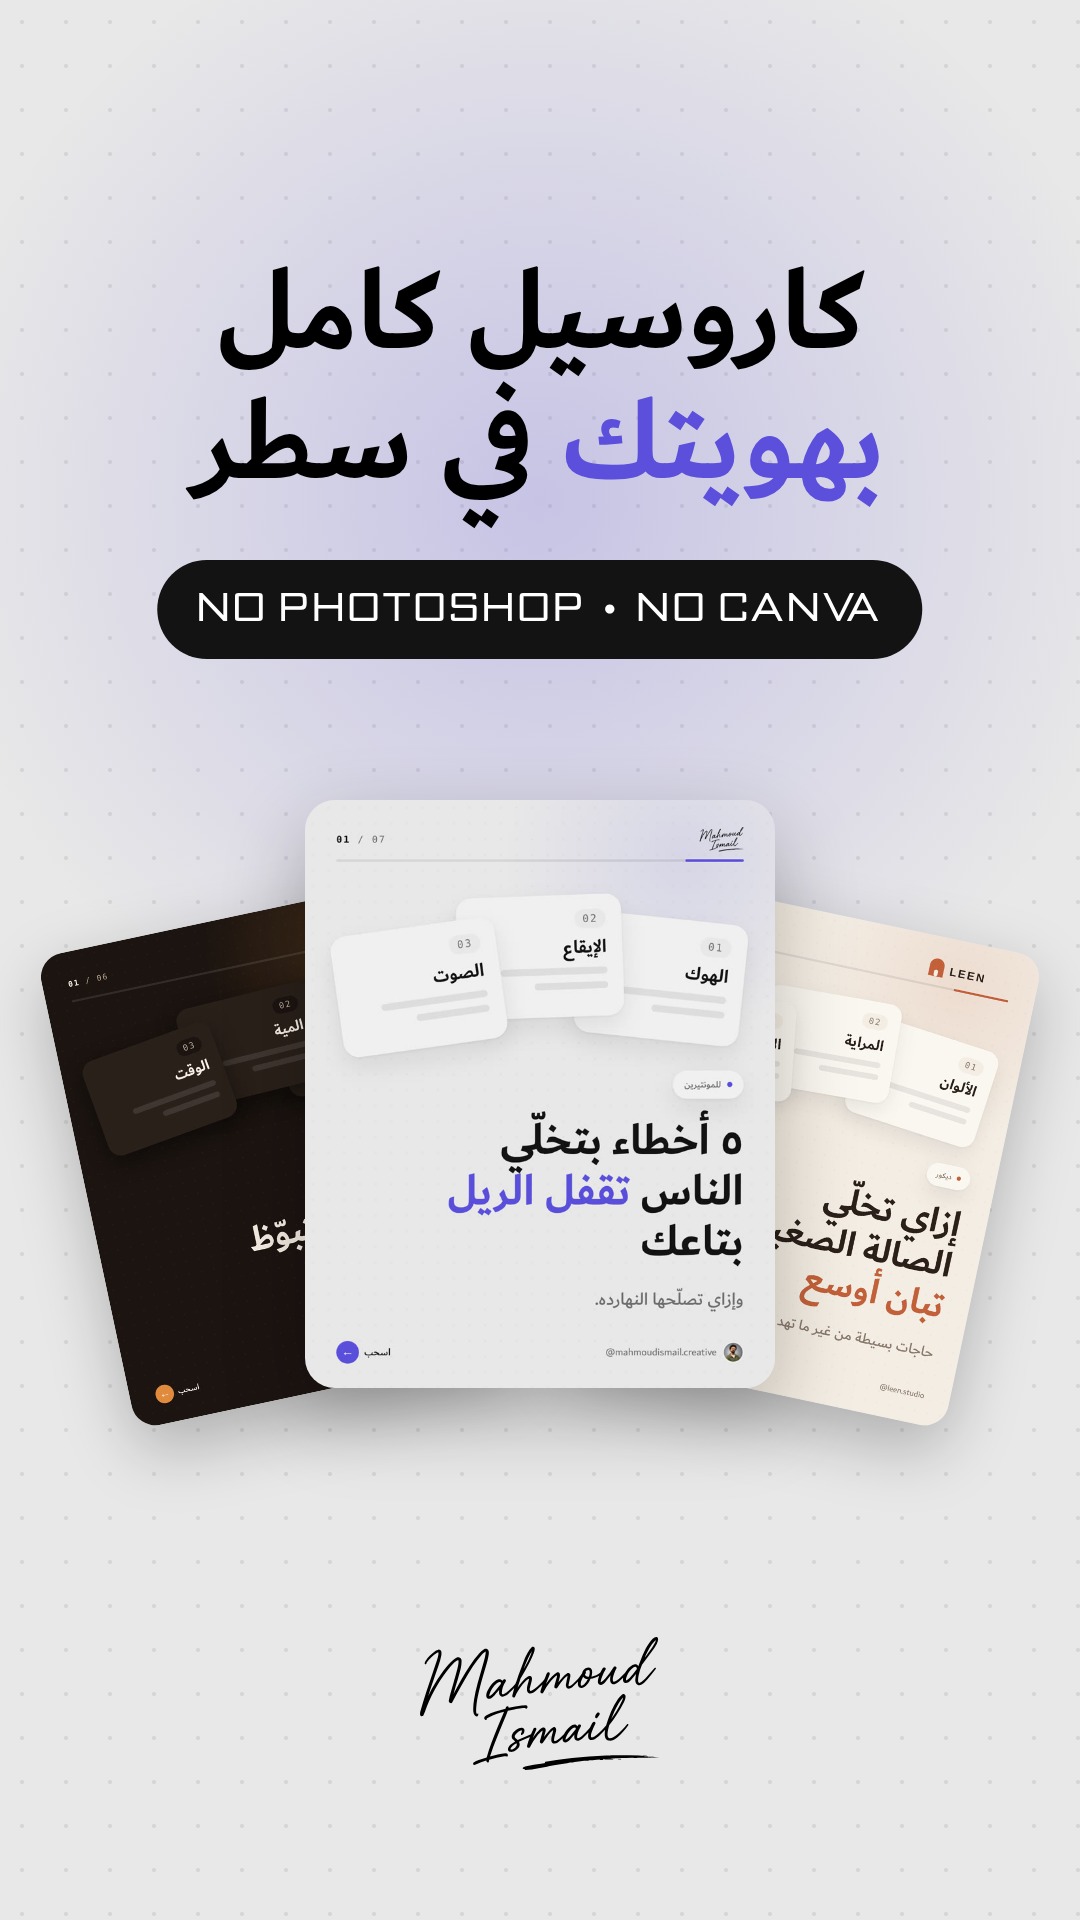 كاروسيل كامل
بهويتك في سطر
NO PHOTOSHOP • NO CANVA
01 / 07
Mahmoud
Ismail
01
الهوك
02
الإيقاع
03
الصوت
للمونتيرين
٥ أخطاء بتخلّي
الناس تقفل الريل
بتاعك
وإزاي تصلّحها النهارده.
@mahmoudismail.creative
اسحب ←
LEEN
01
الألوان
02
المراية
ديكور
إزاي تخلّي
الصالة
تبان أوسع
حاجات بسيطة من غير ما
@leen.studio
01 / 06
02
المية
03
الوقت
اسحب ←
Mahmoud
Ismail